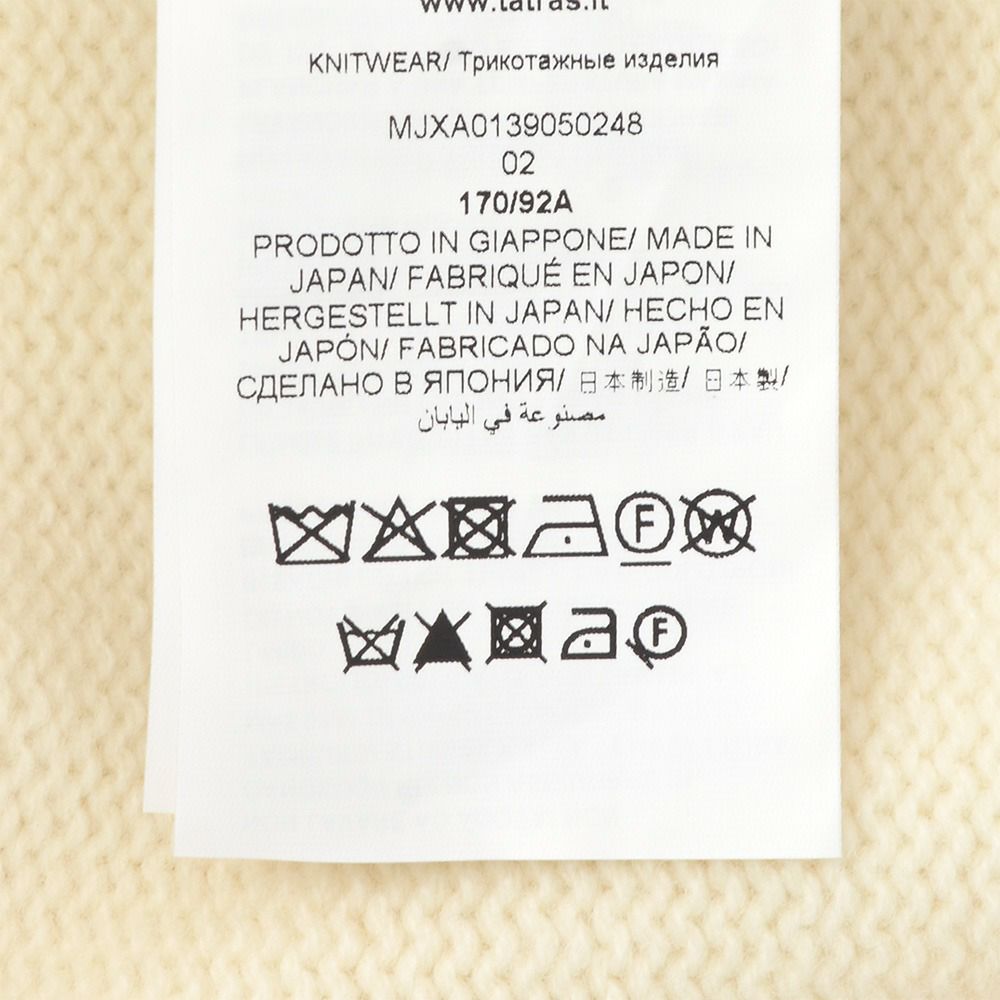 www.tatras.it
KNITWEAR/ Трикотажные изделия
MJXA0139050248
02
170/92A
PRODOTTO IN GIAPPONE/ MADE IN
JAPAN/ FABRIQUÉ EN JAPON/
HERGESTELLT IN JAPAN/ HECHO EN
JAPÓN/ FABRICADO NA JAPÃO/
СДЕЛАНО В ЯПОНИЯ/ 日本制造/ 日本製/
مصنوعة في اليابان
F W
F